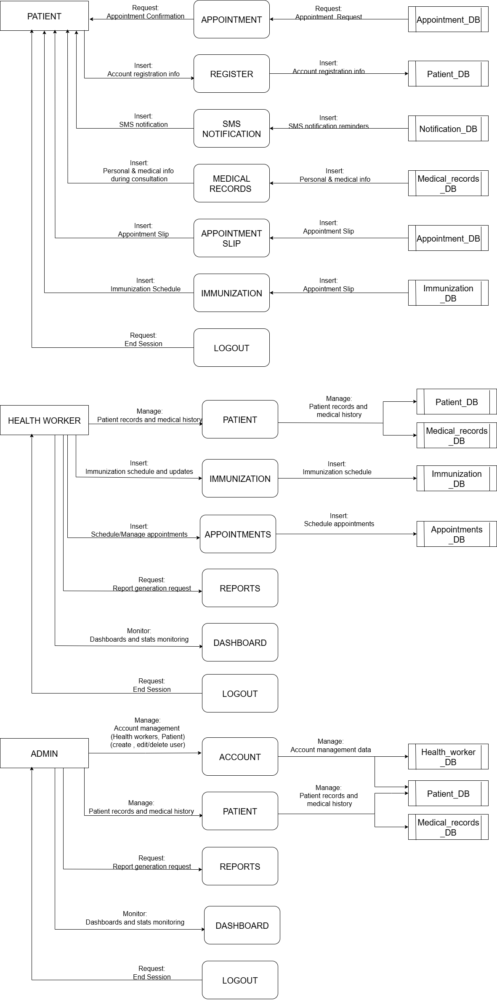 PATIENT
Request:
Appointment Confirmation
APPOINTMENT
Request:
Appointment Request
Appointment_DB
Insert:
Account registration info
REGISTER
Insert:
Account registration info
Patient_DB
Insert:
SMS notification
SMS
NOTIFICATION
Insert:
SMS notification reminders
Notification_DB
Insert:
Personal & medical info
during consultation
MEDICAL
RECORDS
Insert:
Personal & medical info
Medical_records
_DB
Insert:
Appointment Slip
APPOINTMENT
SLIP
Insert:
Appointment Slip
Appointment_DB
Insert:
Immunization Schedule
IMMUNIZATION
Insert:
Appointment Slip
Immunization
_DB
Request:
End Session
LOGOUT
HEALTH WORKER
Manage:
Patient records and medical history
PATIENT
Manage:
Patient records and
medical history
Patient_DB
Medical_records
_DB
Insert:
Immunization schedule and updates
IMMUNIZATION
Insert:
Immunization schedule
Immunization
_DB
Insert:
Schedule/Manage appointments
APPOINTMENTS
Insert:
Schedule appointments
Appointments
_DB
Request:
Report generation request
REPORTS
Monitor:
Dashboards and stats monitoring
DASHBOARD
Request:
End Session
LOGOUT
ADMIN
Manage:
Account management
(Health workers, Patient)
(create , edit/delete user)
ACCOUNT
Manage:
Account management data
Health_worker
_DB
Manage:
Patient records and medical history
PATIENT
Manage:
Patient records and
medical history
Patient_DB
Medical_records
_DB
Request:
Report generation request
REPORTS
Monitor:
Dashboards and stats monitoring
DASHBOARD
Request:
End Session
LOGOUT